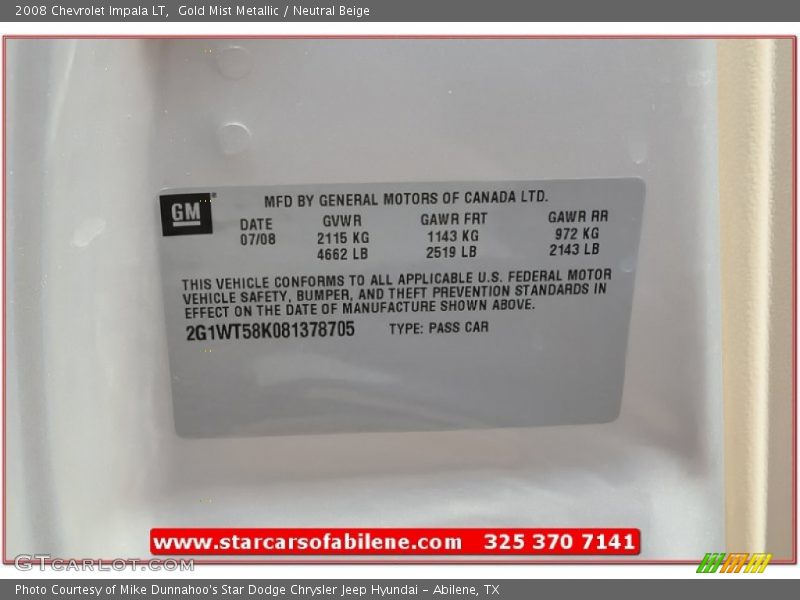 2008 Chevrolet Impala LT, Gold Mist Metallic / Neutral Beige
GM
MFD BY GENERAL MOTORS OF CANADA LTD.
DATE GVWR GAWR FRT GAWR RR
07/08 2115 KG 1143 KG 972 KG
4662 LB 2519 LB 2143 LB
THIS VEHICLE CONFORMS TO ALL APPLICABLE U.S. FEDERAL MOTOR
VEHICLE SAFETY, BUMPER, AND THEFT PREVENTION STANDARDS IN
EFFECT ON THE DATE OF MANUFACTURE SHOWN ABOVE.
2G1WT58K081378705 TYPE: PASS CAR
www.starcarsofabilene.com 325 370 7141
GTCARLOT.COM
Photo Courtesy of Mike Dunnahoo's Star Dodge Chrysler Jeep Hyundai - Abilene, TX